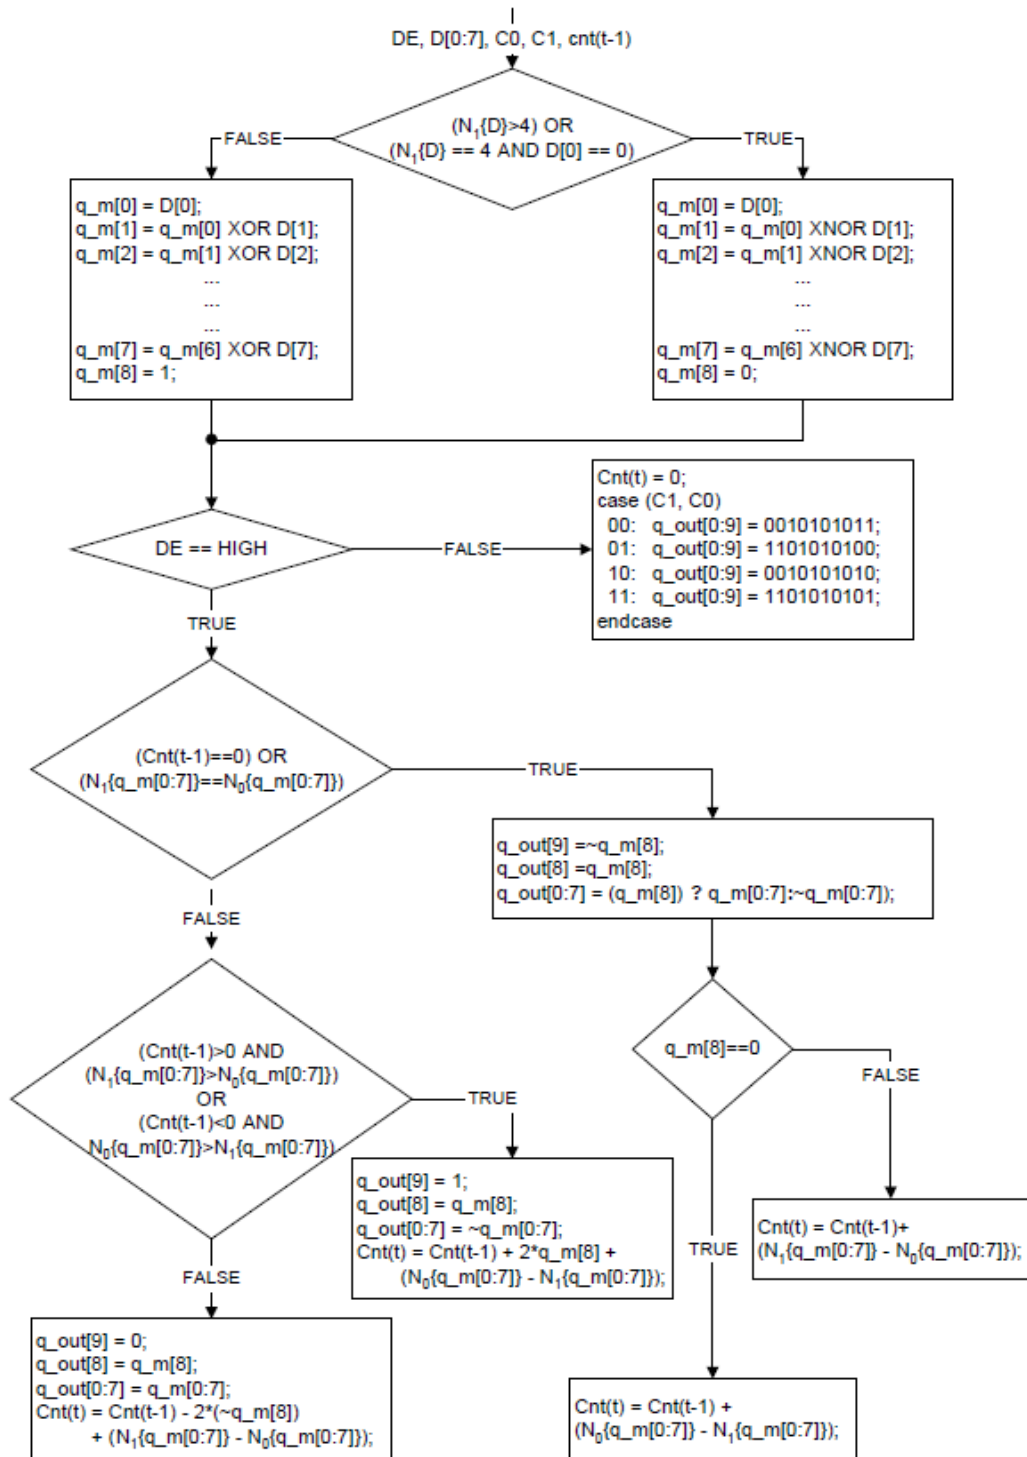 DE, D[0:7], C0, C1, cnt(t-1)
(N₁{D}>4) OR
(N₁{D} == 4 AND D[0] == 0)
FALSE
TRUE
q_m[0] = D[0];
q_m[1] = q_m[0] XOR D[1];
q_m[2] = q_m[1] XOR D[2];
...
...
...
q_m[7] = q_m[6] XOR D[7];
q_m[8] = 1;
q_m[0] = D[0];
q_m[1] = q_m[0] XNOR D[1];
q_m[2] = q_m[1] XNOR D[2];
...
...
...
q_m[7] = q_m[6] XNOR D[7];
q_m[8] = 0;
DE == HIGH
FALSE
Cnt(t) = 0;
case (C1, C0)
00: q_out[0:9] = 0010101011;
01: q_out[0:9] = 1101010100;
10: q_out[0:9] = 0010101010;
11: q_out[0:9] = 1101010101;
endcase
TRUE
(Cnt(t-1)==0) OR
(N₁{q_m[0:7]}==N₀{q_m[0:7]})
TRUE
q_out[9] =~q_m[8];
q_out[8] =q_m[8];
q_out[0:7] = (q_m[8]) ? q_m[0:7]:~q_m[0:7]);
FALSE
(Cnt(t-1)>0 AND
(N₁{q_m[0:7]}>N₀{q_m[0:7]})
OR
(Cnt(t-1)<0 AND
N₀{q_m[0:7]}>N₁{q_m[0:7]})
TRUE
q_out[9] = 1;
q_out[8] = q_m[8];
q_out[0:7] = ~q_m[0:7];
Cnt(t) = Cnt(t-1) + 2*q_m[8] +
(N₀{q_m[0:7]} - N₁{q_m[0:7]});
q_m[8]==0
FALSE
Cnt(t) = Cnt(t-1)+
(N₁{q_m[0:7]} - N₀{q_m[0:7]});
TRUE
Cnt(t) = Cnt(t-1) +
(N₀{q_m[0:7]} - N₁{q_m[0:7]});
FALSE
q_out[9] = 0;
q_out[8] = q_m[8];
q_out[0:7] = q_m[0:7];
Cnt(t) = Cnt(t-1) - 2*(~q_m[8])
+ (N₁{q_m[0:7]} - N₀{q_m[0:7]});